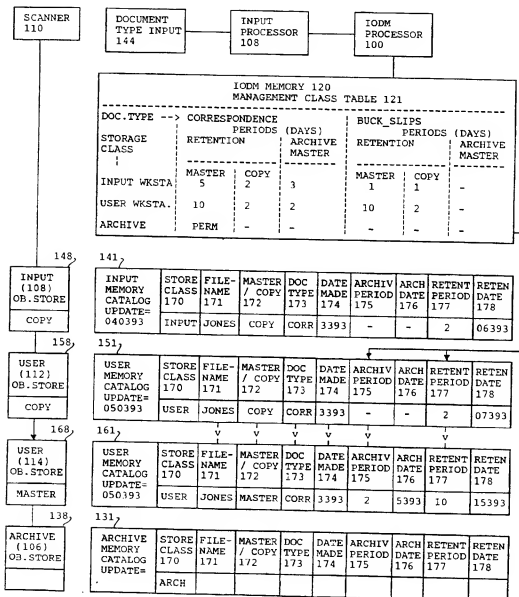 SCANNER
110
DOCUMENT
TYPE INPUT
144
INPUT
PROCESSOR
108
IODM
PROCESSOR
100
IODM MEMORY 120
MANAGEMENT CLASS TABLE 121
DOC.TYPE --> CORRESPONDENCE BUCK_SLIPS
PERIODS (DAYS) PERIODS (DAYS)
STORAGE RETENTION ARCHIVE RETENTION ARCHIVE
CLASS MASTER MASTER
MASTER COPY MASTER COPY
INPUT WKSTA 5 2 3 1 1 -
USER WKSTA. 10 2 2 10 2 -
ARCHIVE PERM - -
148
INPUT
(108)
OB.STORE
COPY
141
INPUT STORE FILE- MASTER DOC DATE ARCHIV ARCH RETENT RETEN
MEMORY CLASS NAME / COPY TYPE MADE PERIOD DATE PERIOD DATE
CATALOG 170 171 172 173 174 175 176 177 178
UPDATE=
040393 INPUT JONES COPY CORR 3393 - - 2 06393
158
USER
(112)
OB.STORE
COPY
151
USER STORE FILE- MASTER DOC DATE ARCHIV ARCH RETENT RETEN
MEMORY CLASS NAME / COPY TYPE MADE PERIOD DATE PERIOD DATE
CATALOG 170 171 172 173 174 175 176 177 178
UPDATE=
050393 USER JONES COPY CORR 3393 - - 2 07393
v v v v v v
168
USER
(114)
OB.STORE
MASTER
161
USER STORE FILE- MASTER DOC DATE ARCHIV ARCH RETENT RETEN
MEMORY CLASS NAME / COPY TYPE MADE PERIOD DATE PERIOD DATE
CATALOG 170 171 172 173 174 175 176 177 178
UPDATE=
050393 USER JONES MASTER CORR 3393 2 5393 10 15393
138
ARCHIVE
(106)
OB.STORE
131
ARCHIVE STORE FILE- MASTER DOC DATE ARCHIV ARCH RETENT RETEN
MEMORY CLASS NAME / COPY TYPE MADE PERIOD DATE PERIOD DATE
CATALOG 170 171 172 173 174 175 176 177 178
UPDATE=
ARCH